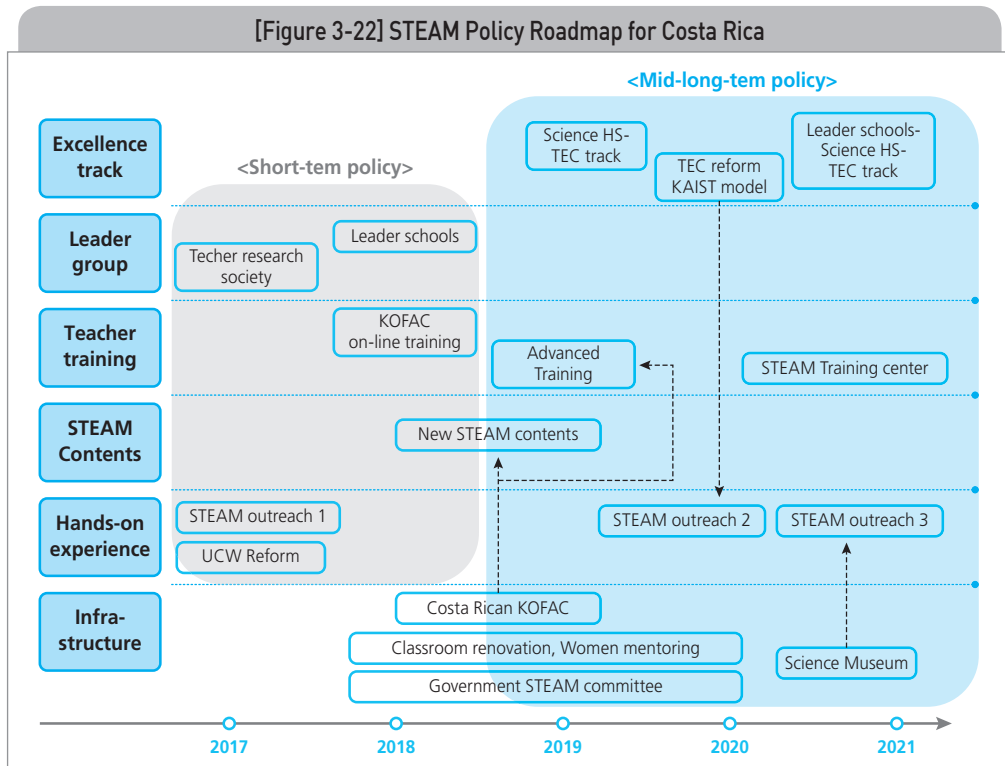 [Figure 3-22] STEAM Policy Roadmap for Costa Rica
<Mid-long-tem policy>
<Short-tem policy>
Excellence
track
Science HS-
TEC track
TEC reform
KAIST model
Leader schools-
Science HS-
TEC track
Leader
group
Techer research
society
Leader schools
Teacher
training
KOFAC
on-line training
Advanced
Training
STEAM Training center
STEAM
Contents
New STEAM contents
Hands-on
experience
STEAM outreach 1
UCW Reform
STEAM outreach 2
STEAM outreach 3
Infra-
structure
Costa Rican KOFAC
Classroom renovation, Women mentoring
Government STEAM committee
Science Museum
2017
2018
2019
2020
2021